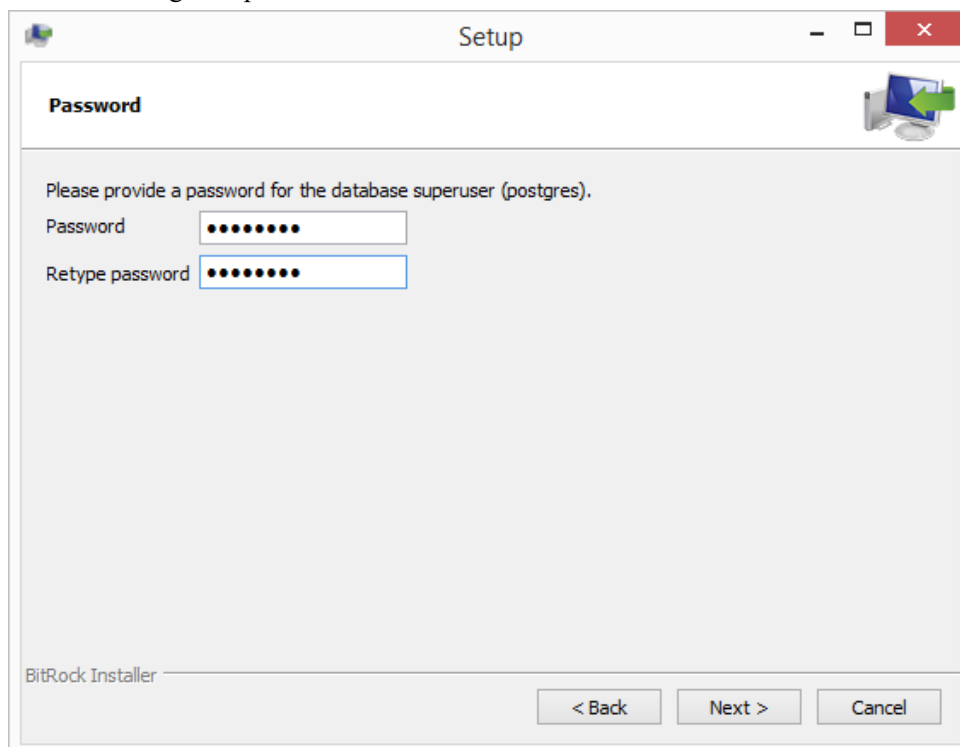 Setup
Password
Please provide a password for the database superuser (postgres).
Password ••••••••
Retype password ••••••••
BitRock Installer
< Back Next > Cancel